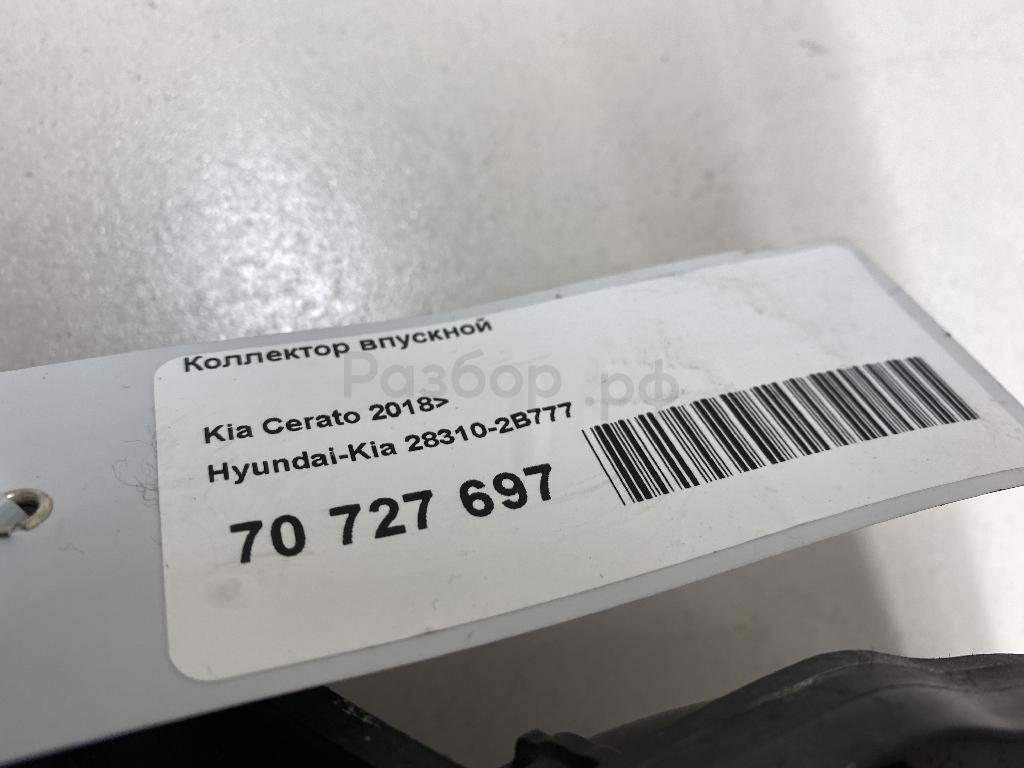 Коллектор впускной
Разбор.рф
Kia Cerato 2018>
Hyundai-Kia 28310-2B777
70 727 697